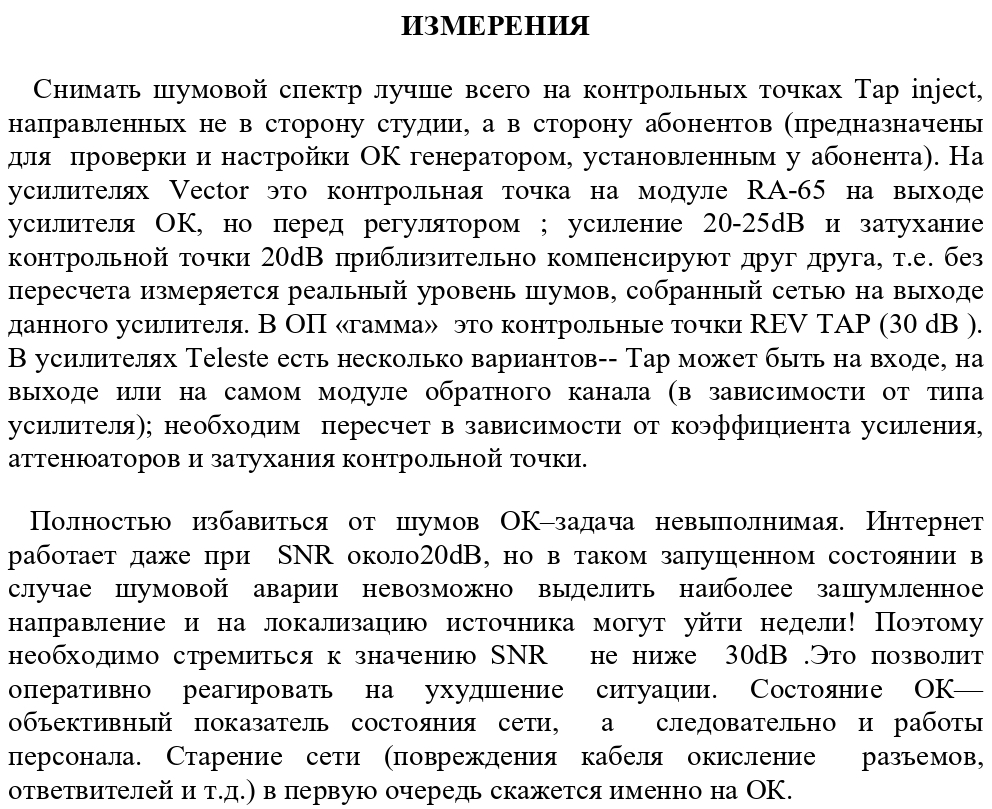 ИЗМЕРЕНИЯ
Снимать шумовой спектр лучше всего на контрольных точках Tap inject,
направленных не в сторону студии, а в сторону абонентов (предназначены
для проверки и настройки ОК генератором, установленным у абонента). На
усилителях Vector это контрольная точка на модуле RA-65 на выходе
усилителя ОК, но перед регулятором ; усиление 20-25dB и затухание
контрольной точки 20dB приблизительно компенсируют друг друга, т.е. без
пересчета измеряется реальный уровень шумов, собранный сетью на выходе
данного усилителя. В ОП «гамма» это контрольные точки REV TAP (30 dB ).
В усилителях Teleste есть несколько вариантов-- Tap может быть на входе, на
выходе или на самом модуле обратного канала (в зависимости от типа
усилителя); необходим пересчет в зависимости от коэффициента усиления,
аттенюаторов и затухания контрольной точки.
Полностью избавиться от шумов ОК–задача невыполнимая. Интернет
работает даже при SNR около20dB, но в таком запущенном состоянии в
случае шумовой аварии невозможно выделить наиболее зашумленное
направление и на локализацию источника могут уйти недели! Поэтому
необходимо стремиться к значению SNR не ниже 30dB .Это позволит
оперативно реагировать на ухудшение ситуации. Состояние ОК—
объективный показатель состояния сети, а следовательно и работы
персонала. Старение сети (повреждения кабеля окисление разъемов,
ответвителей и т.д.) в первую очередь скажется именно на ОК.